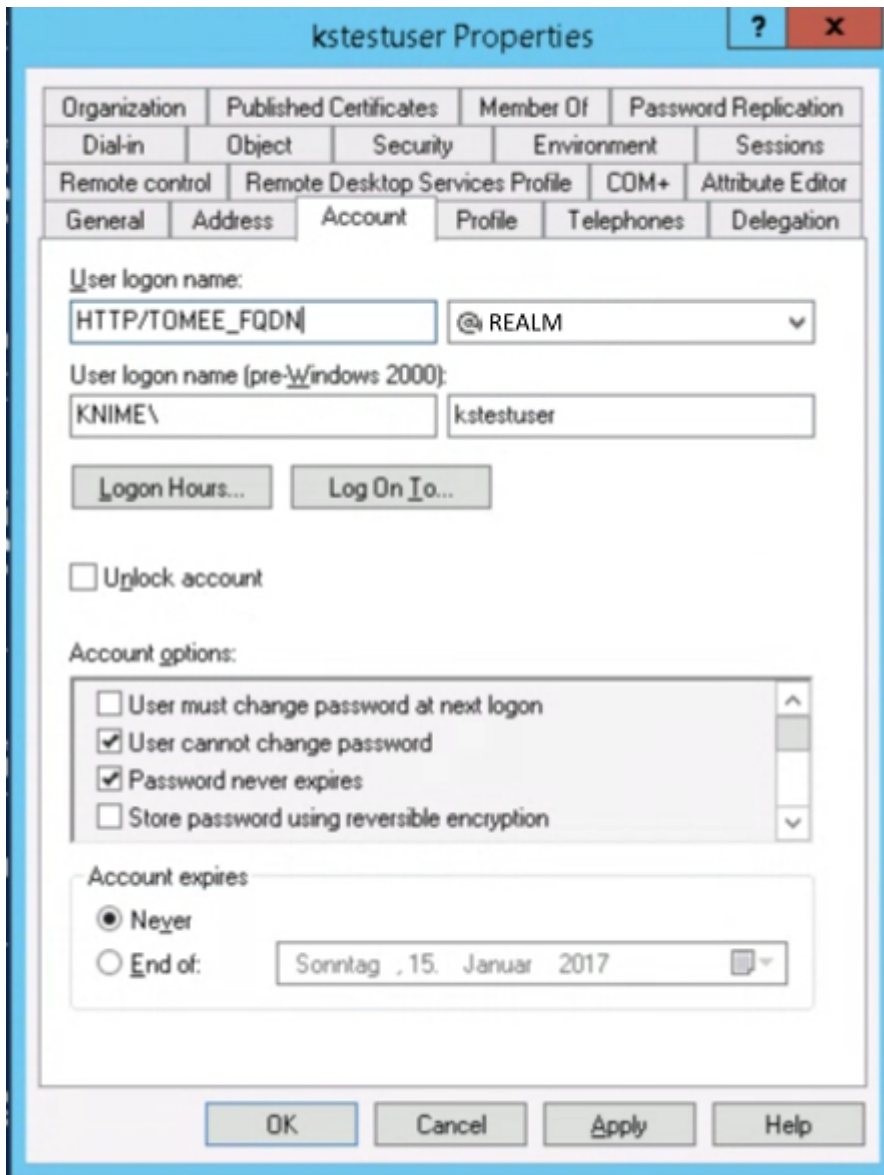 kstestuser Properties ? x
Organization Published Certificates Member Of Password Replication
Dial-in Object Security Environment Sessions
Remote control Remote Desktop Services Profile COM+ Attribute Editor
General Address Account Profile Telephones Delegation
User logon name:
HTTP/TOMEE_FQDN @ REALM
User logon name (pre-Windows 2000):
KNIME\ kstestuser
Logon Hours... Log On To...
Unlock account
Account options:
User must change password at next logon
User cannot change password
Password never expires
Store password using reversible encryption
Account expires
Never
End of: Sonntag , 15. Januar 2017
OK Cancel Apply Help